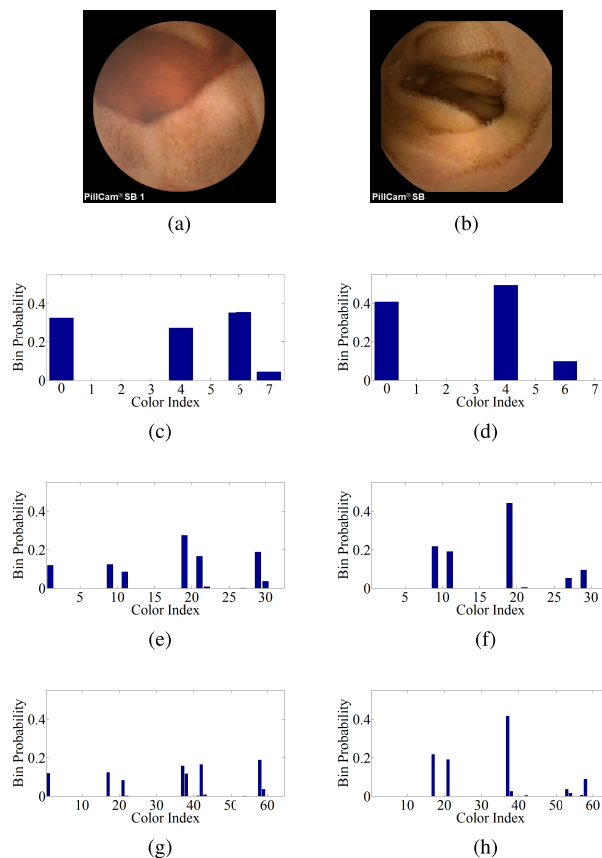 PillCam® SB 1
PillCam® SB
(a)
(b)
Bin Probability
0.4
0.2
0
0 1 2 3 4 5 6 7
Color Index
Bin Probability
0.4
0.2
0
0 1 2 3 4 5 6 7
Color Index
(c)
(d)
Bin Probability
0.4
0.2
0
5 10 15 20 25 30
Color Index
Bin Probability
0.4
0.2
0
5 10 15 20 25 30
Color Index
(e)
(f)
Bin Probability
0.4
0.2
0
10 20 30 40 50 60
Color Index
Bin Probability
0.4
0.2
0
10 20 30 40 50 60
Color Index
(g)
(h)